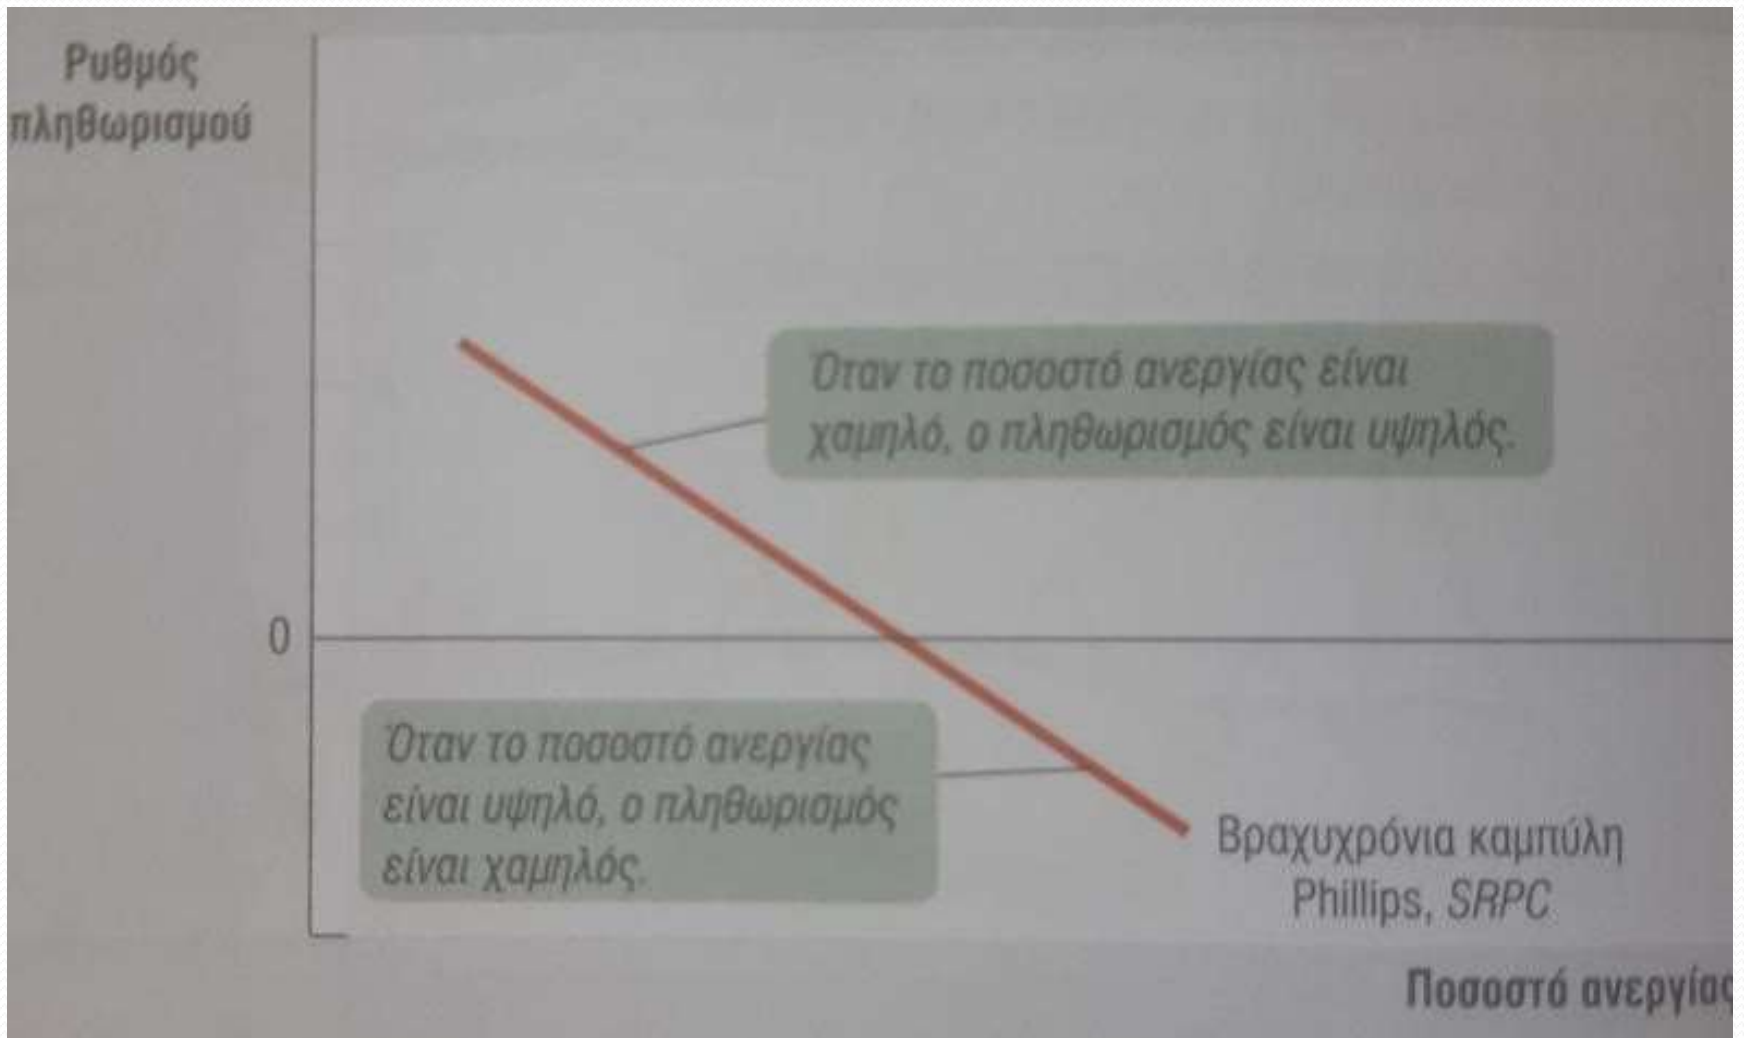 Ρυθμός
πληθωρισμού
Όταν το ποσοστό ανεργίας είναι
χαμηλό, ο πληθωρισμός είναι υψηλός.
0
Όταν το ποσοστό ανεργίας
είναι υψηλό, ο πληθωρισμός
είναι χαμηλός.
Βραχυχρόνια καμπύλη
Phillips, SRPC
Ποσοστό ανεργίας